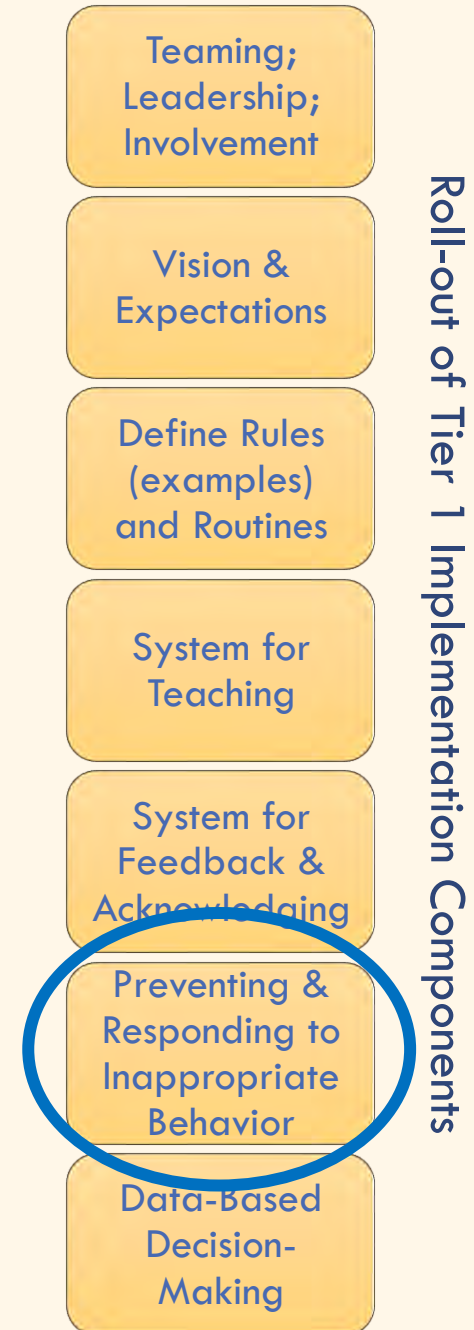 Teaming;
Leadership;
Involvement
Vision &
Expectations
Define Rules
(examples)
and Routines
System for
Teaching
System for
Feedback &
Acknowledging
Preventing &
Responding to
Inappropriate
Behavior
Data-Based
Decision-
Making
Roll-out of Tier 1 Implementation Components